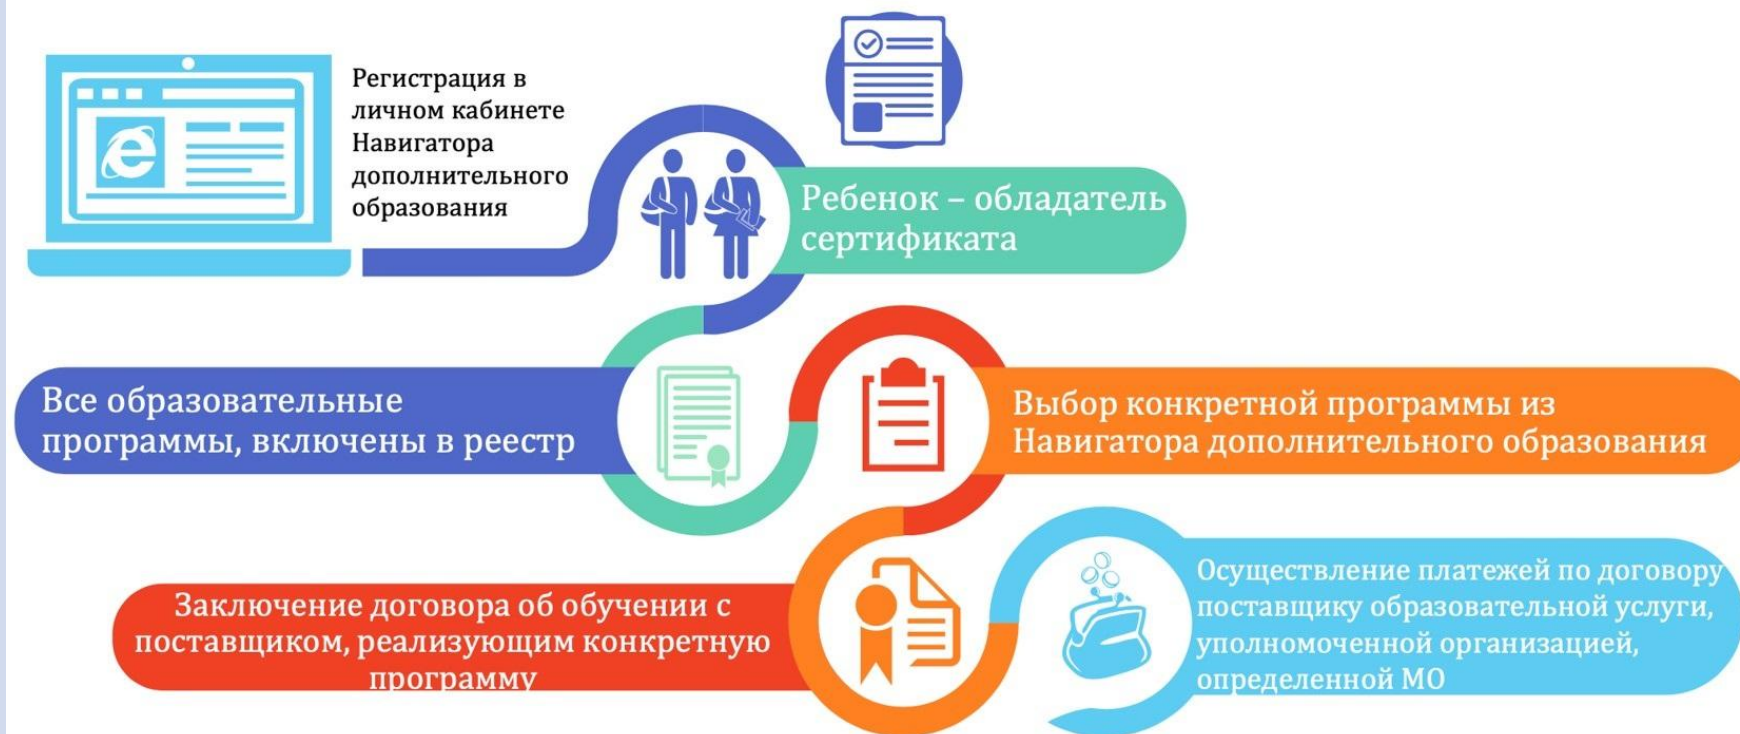 Регистрация в
личном кабинете
Навигатора
дополнительного
образования
Ребенок – обладатель
сертификата
Все образовательные
программы, включены в реестр
Выбор конкретной программы из
Навигатора дополнительного образования
Заключение договора об обучении с
поставщиком, реализующим конкретную
программу
Осуществление платежей по договору
поставщику образовательной услуги,
уполномоченной организацией,
определенной МО